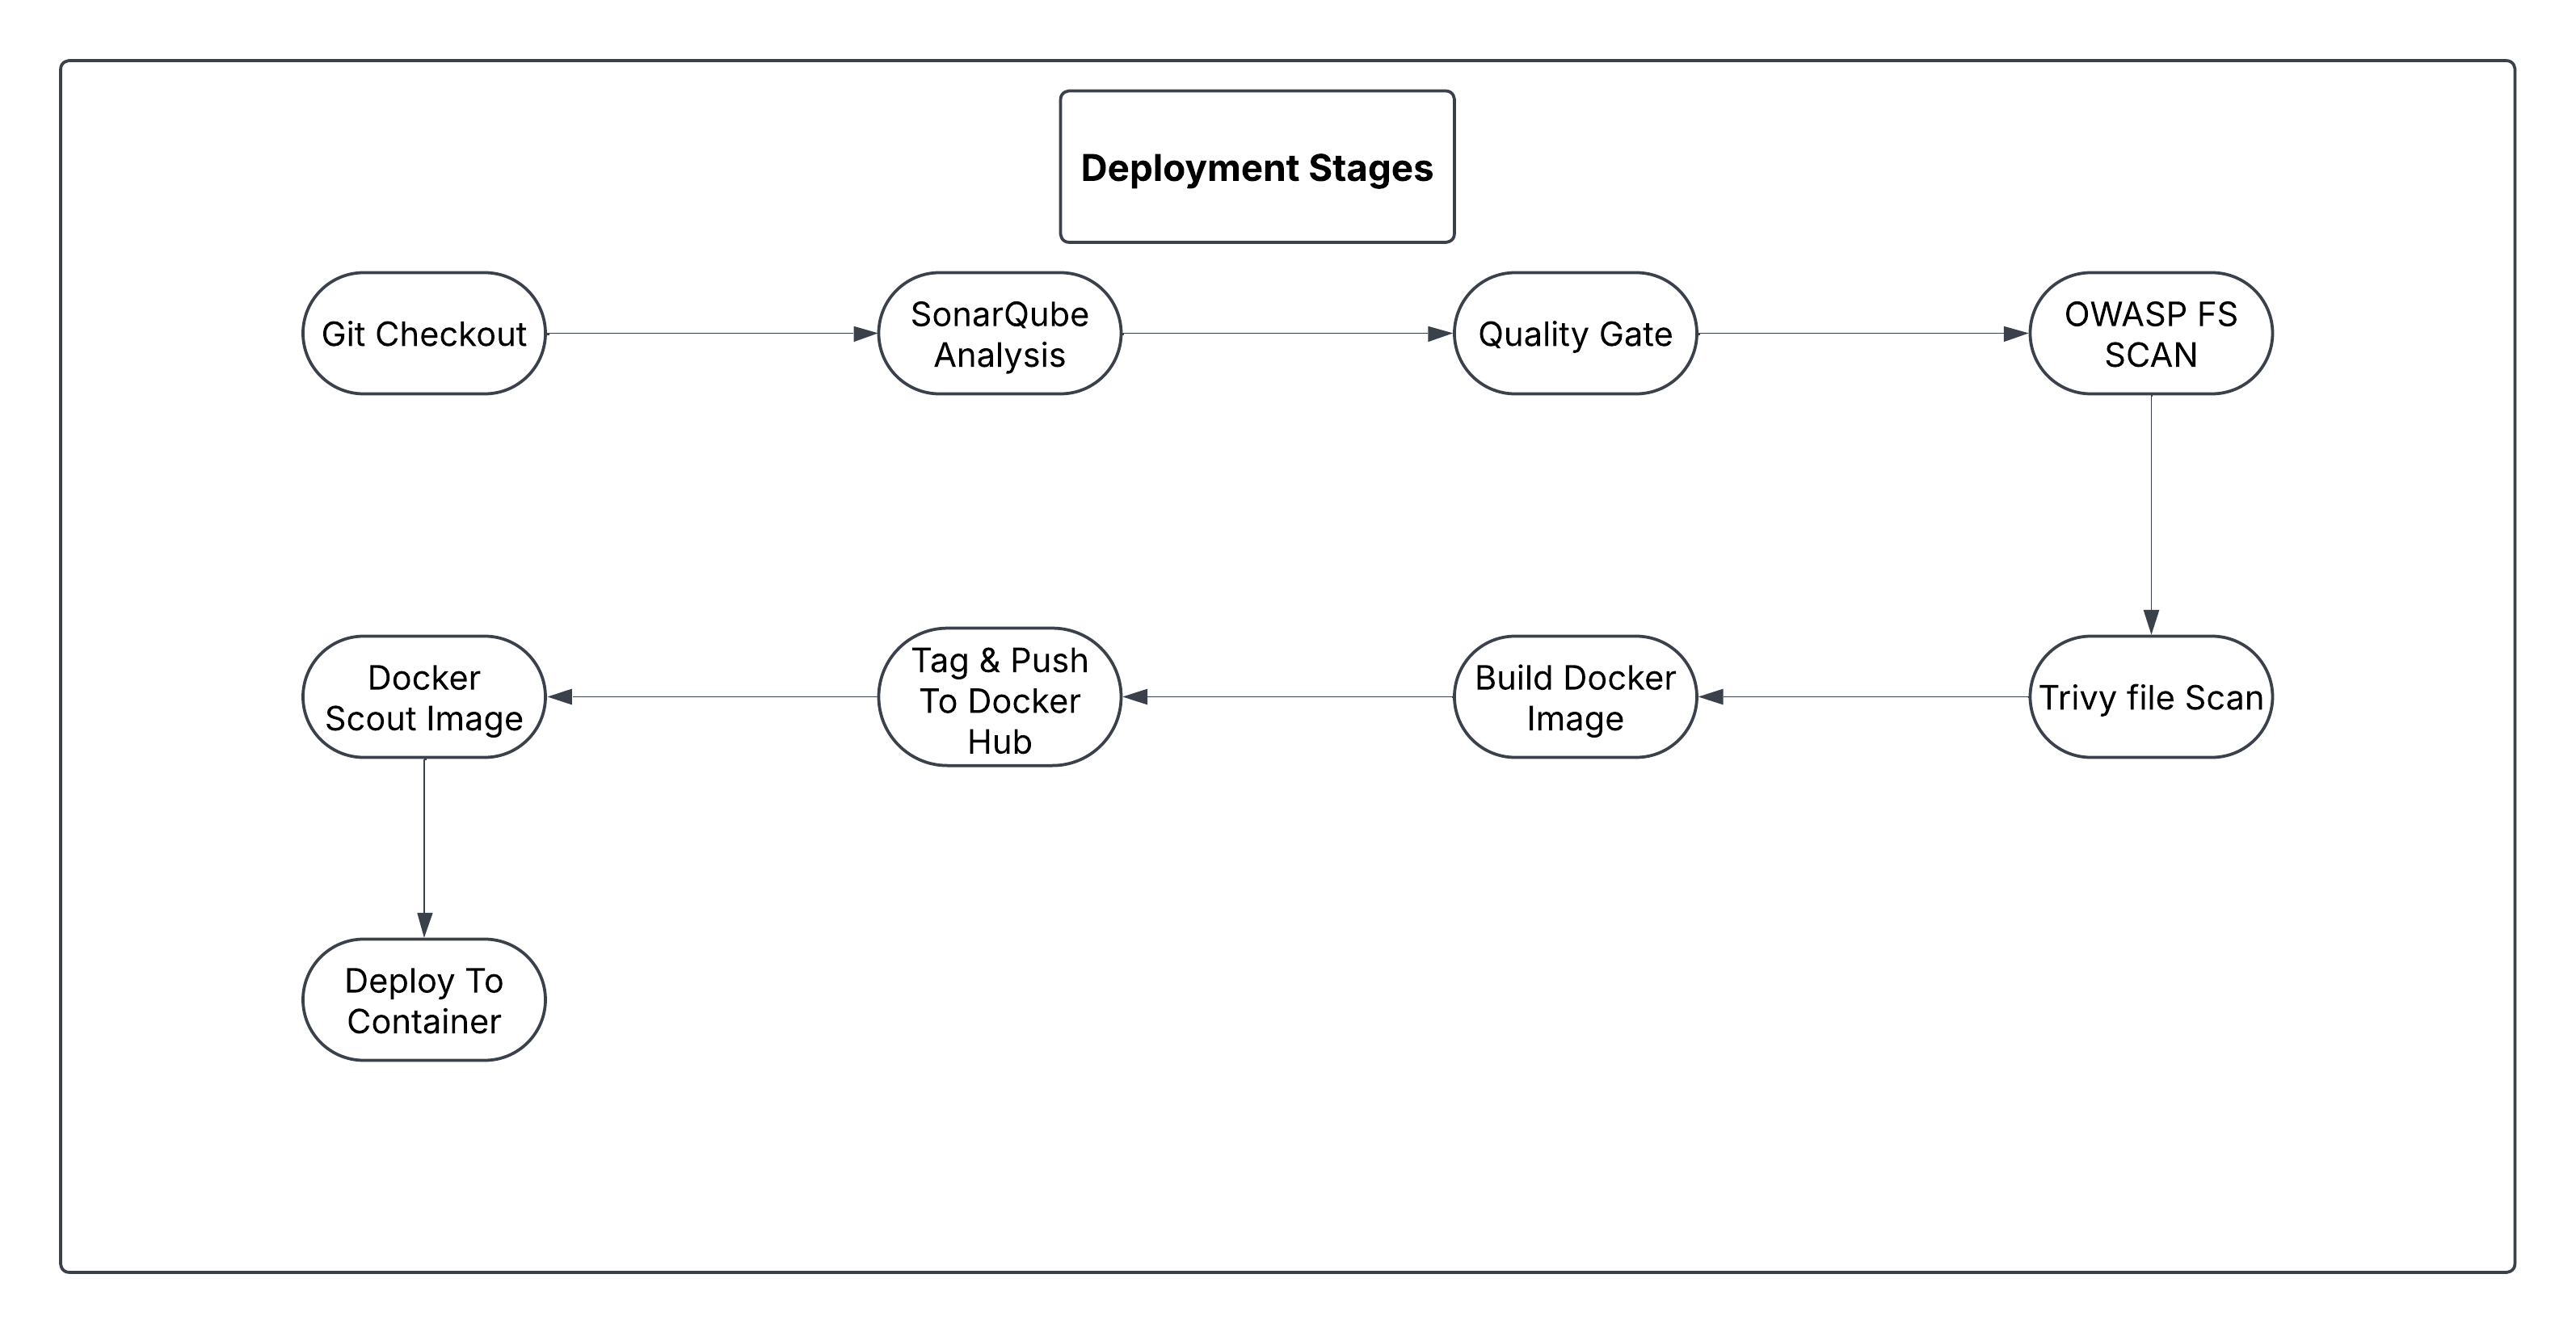 Deployment Stages
Git Checkout
SonarQube
Analysis
Quality Gate
OWASP FS
SCAN
Docker
Scout Image
Tag & Push
To Docker
Hub
Build Docker
Image
Trivy file Scan
Deploy To
Container